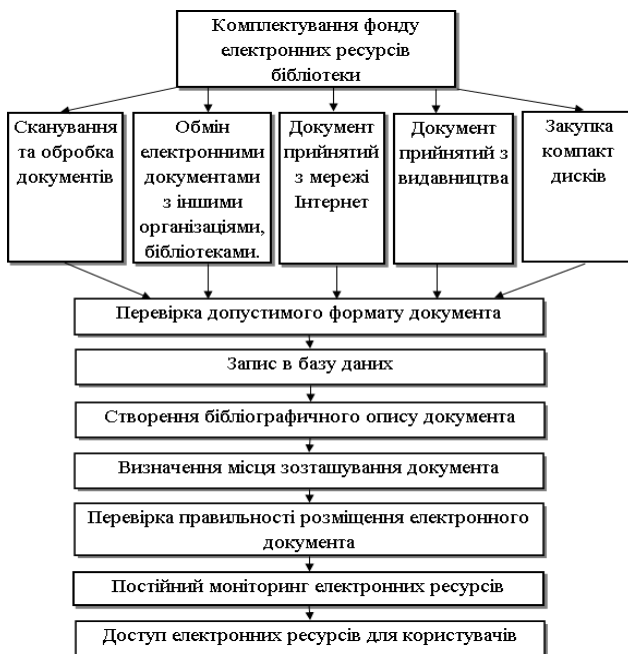 Комплектування фонду
електронних ресурсів
бібліотеки
Сканування
та обробка
документів
Обмін
електронними
документами
з іншими
організаціями,
бібліотеками.
Документ
прийнятий
з мережі
Інтернет
Документ
прийнятий з
видавництва
Закупка
компакт
дисків
Перевірка допустимого формату документа
Запис в базу даних
Створення бібліографичного опису документа
Визначення місця зозташування документа
Перевірка правильності розміщення електронного
документа
Постійний моніторинг електронних ресурсів
Доступ електронних ресурсів для користувачів